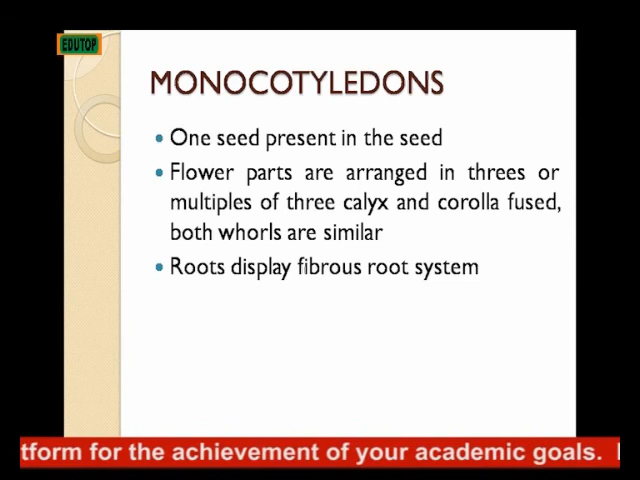 EDUTOP
MONOCOTYLEDONS
• One seed present in the seed
• Flower parts are arranged in threes or
multiples of three calyx and corolla fused,
both whorls are similar
• Roots display fibrous root system
tform for the achievement of your academic goals.